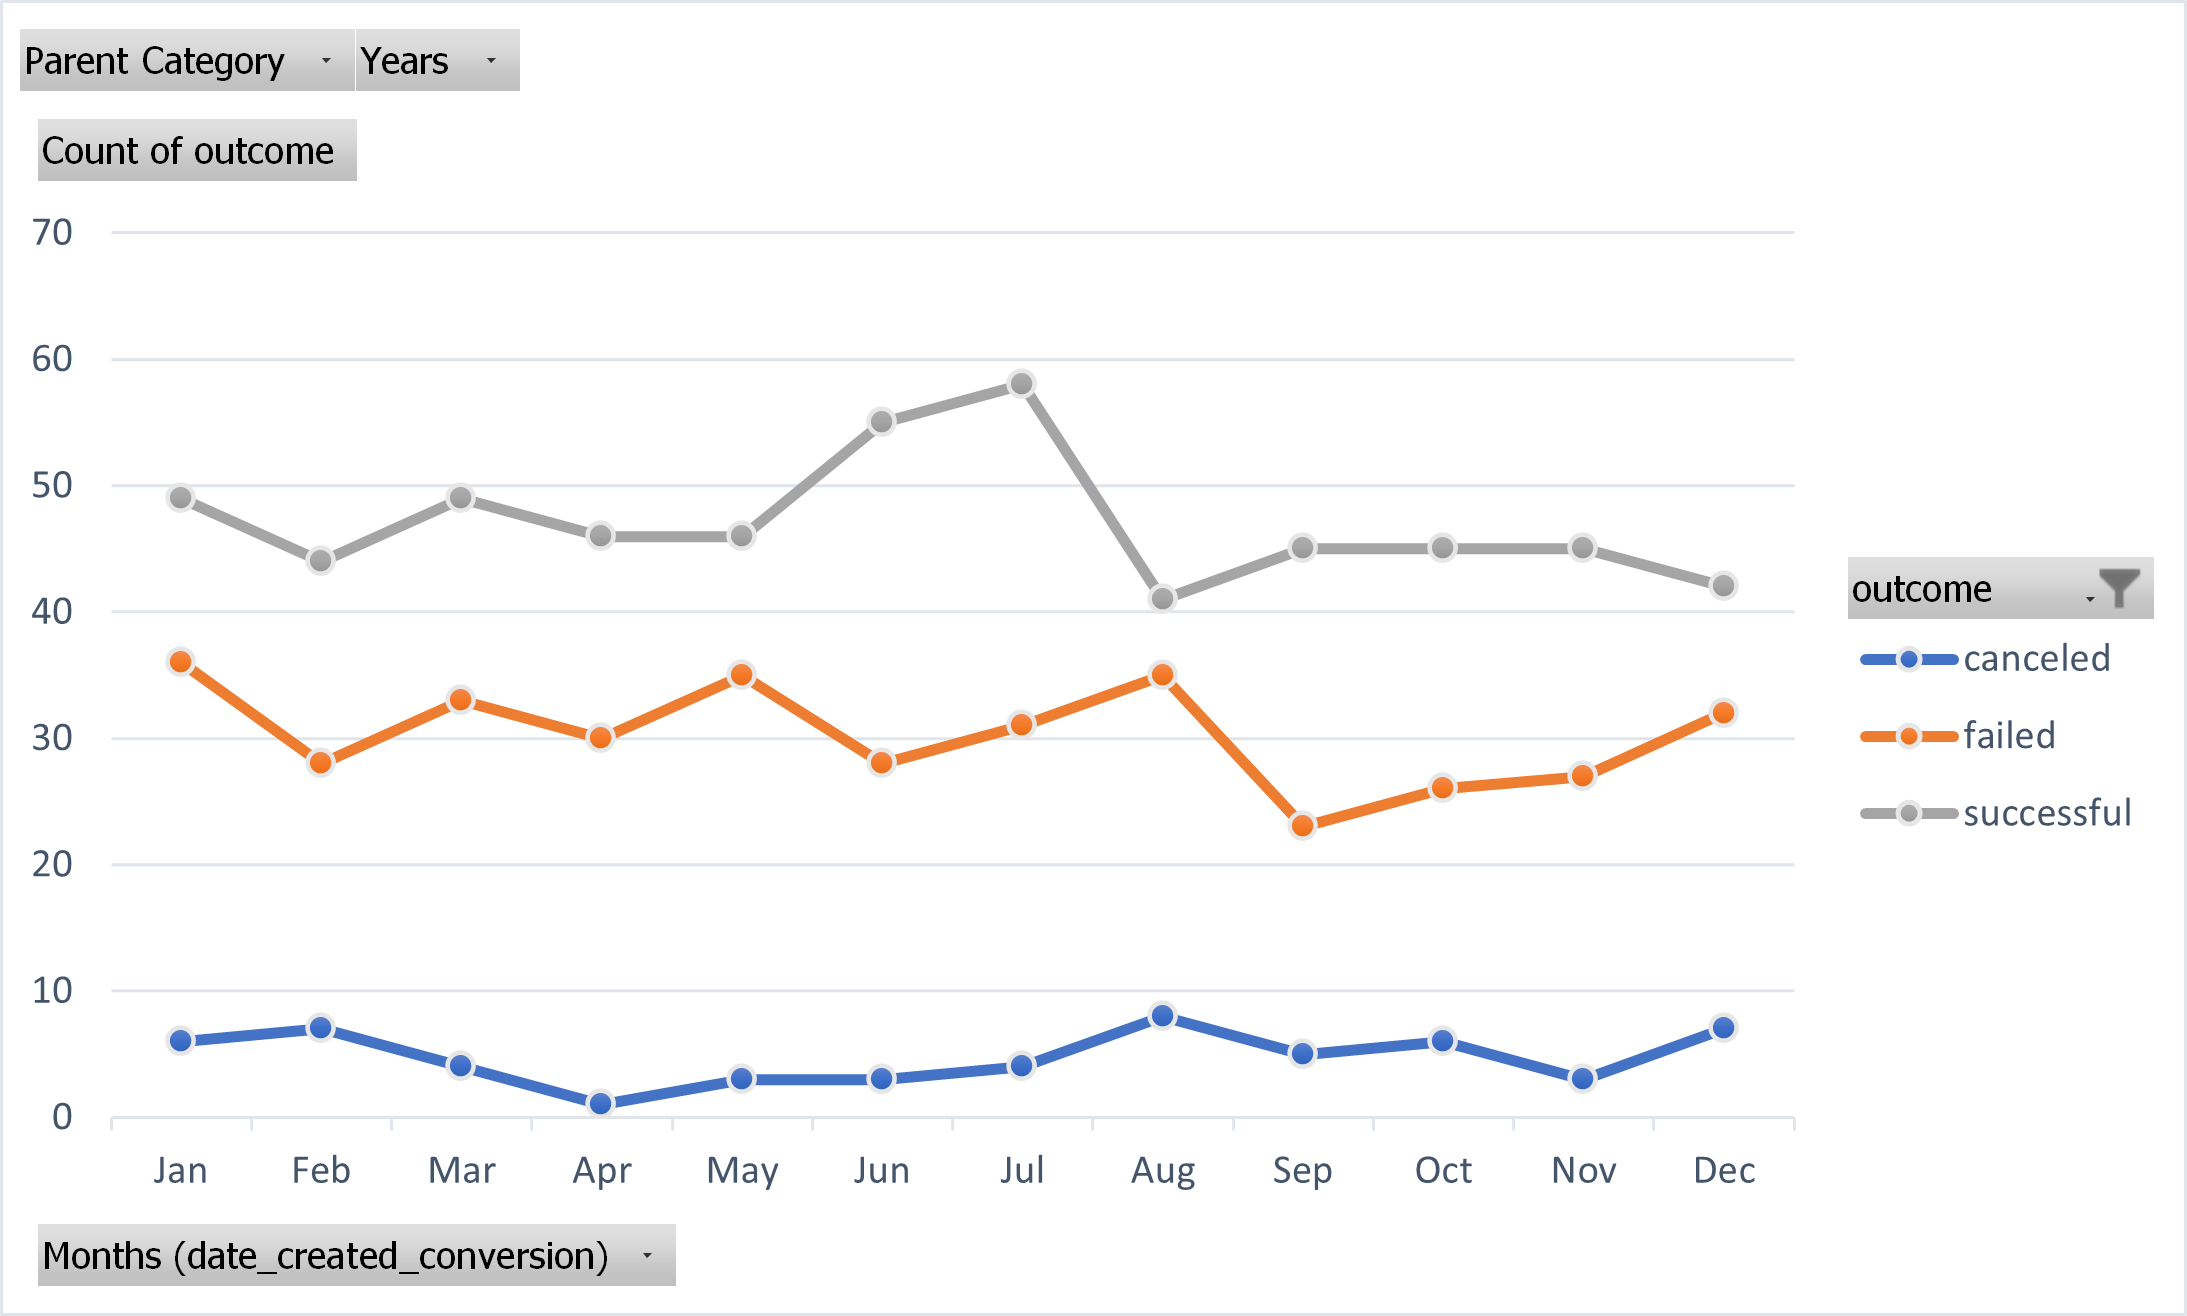 Parent Category Years
Count of outcome
70
60
50
40
30
20
10
0
Jan Feb Mar Apr May Jun Jul Aug Sep Oct Nov Dec
Months (date_created_conversion)
outcome
canceled
failed
successful